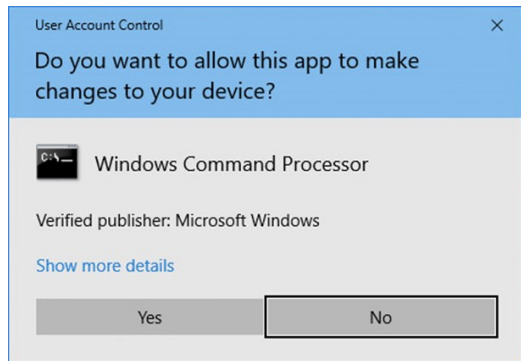 User Account Control
Do you want to allow this app to make
changes to your device?
C:\_
Windows Command Processor
Verified publisher: Microsoft Windows
Show more details
Yes
No